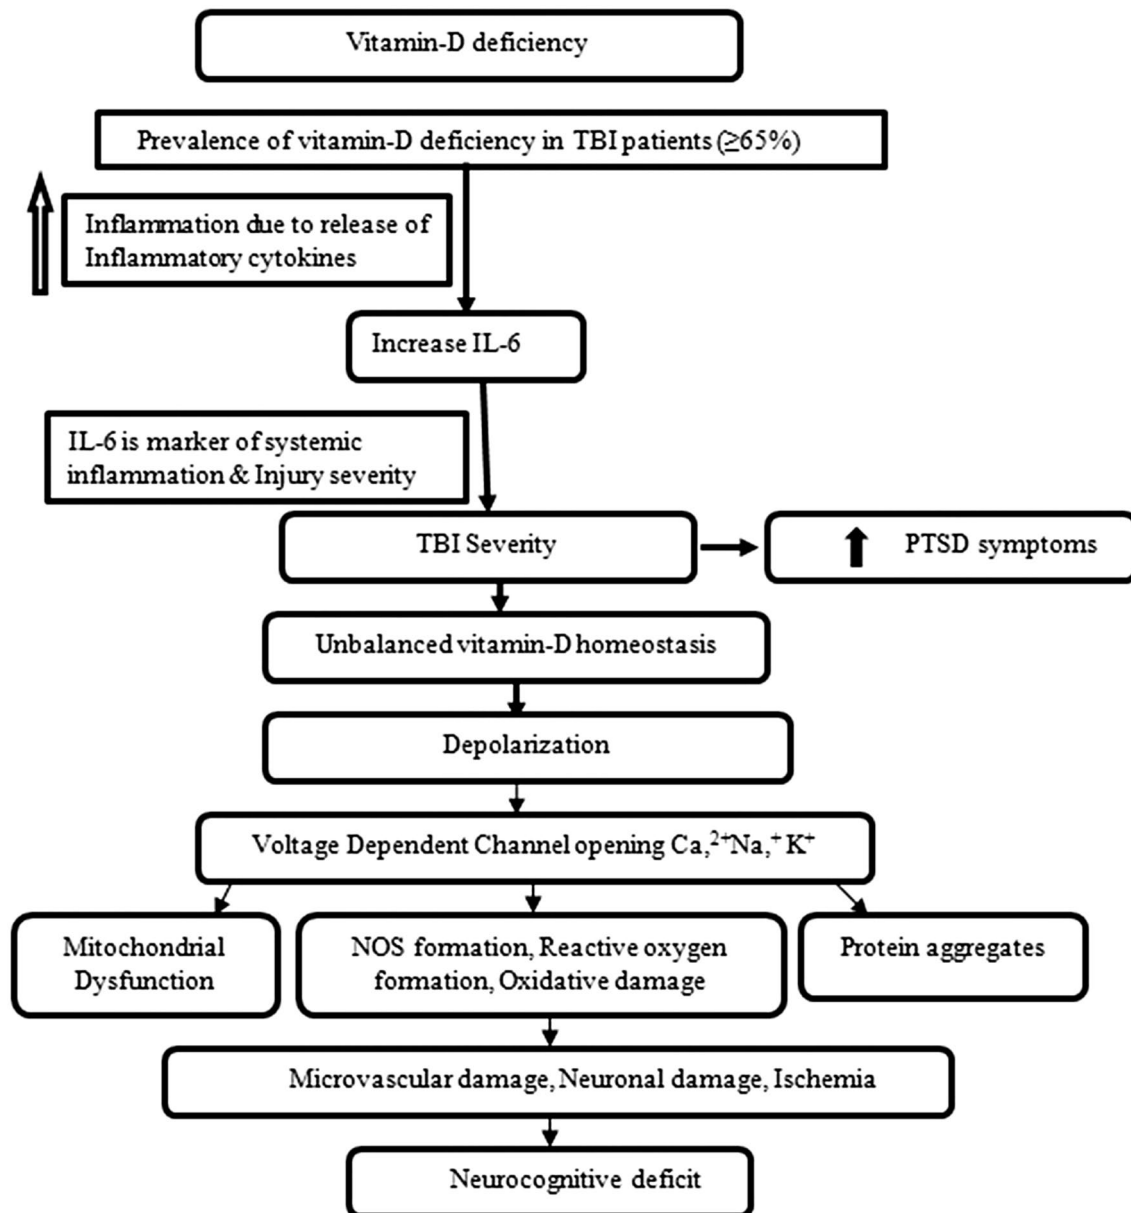 Vitamin-D deficiency
Prevalence of vitamin-D deficiency in TBI patients (≥65%)
Inflammation due to release of
Inflammatory cytokines
Increase IL-6
IL-6 is marker of systemic
inflammation & Injury severity
TBI Severity
PTSD symptoms
Unbalanced vitamin-D homeostasis
Depolarization
Voltage Dependent Channel opening Ca,²⁺Na,⁺ K⁺
Mitochondrial
Dysfunction
NOS formation, Reactive oxygen
formation, Oxidative damage
Protein aggregates
Microvascular damage, Neuronal damage, Ischemia
Neurocognitive deficit